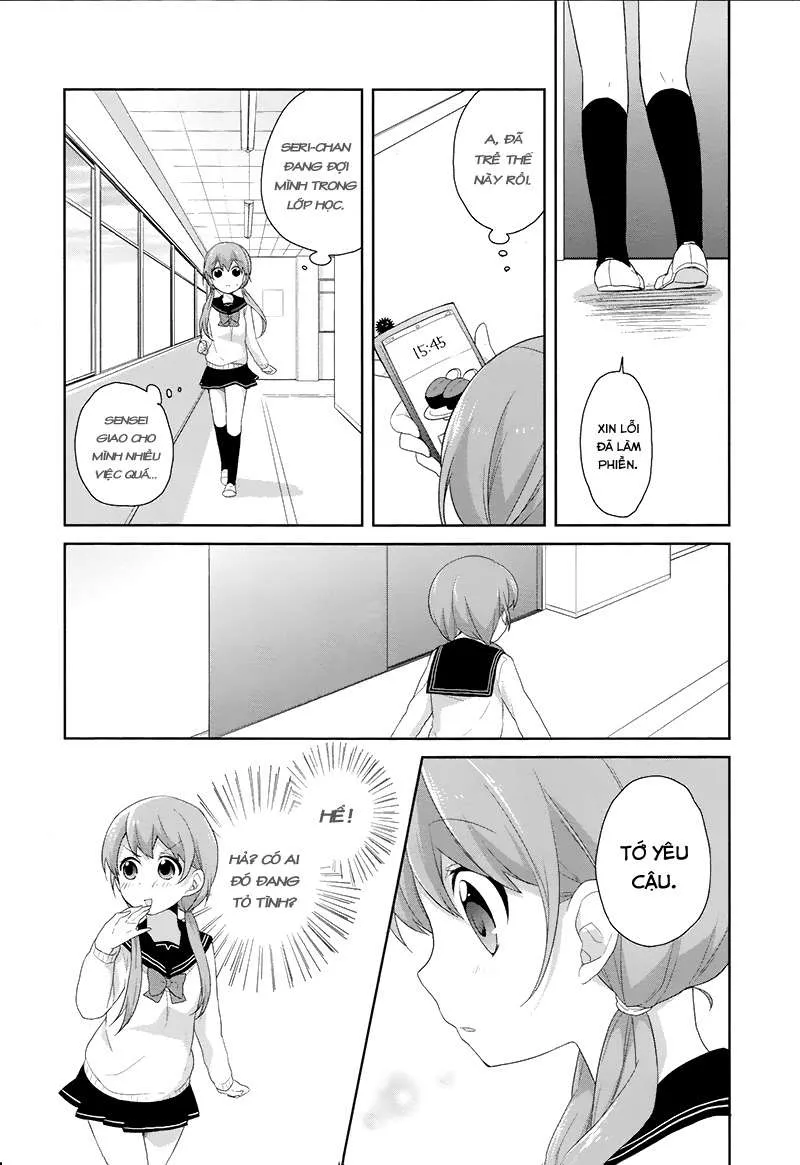 XIN LỖI
ĐÃ LÀM
PHIỀN.
A, ĐÃ
TRỄ THẾ
NÀY RỒI.
15:45
SERI-CHAN
ĐANG ĐỢI
MÌNH TRONG
LỚP HỌC.
SENSEI
GIAO CHO
MÌNH NHIỀU
VIỆC QUÁ...
TỚ YÊU
CẬU.
HỀ!
HẢ? CÓ AI
ĐÓ ĐANG
TỎ TÌNH?